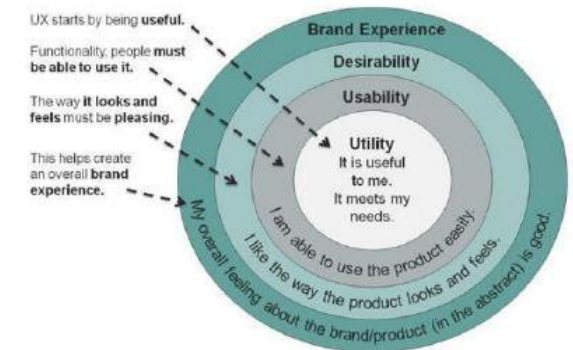 UX starts by being useful.
Functionality, people must
be able to use it.
The way it looks and
feels must be pleasing.
This helps create
an overall brand
experience.
Brand Experience
Desirability
Usability
Utility
It is useful
to me.
It meets my
needs.
I am able to use the product easily.
I like the way the product looks and feels.
My overall feeling about the brand/product (in the abstract) is good.